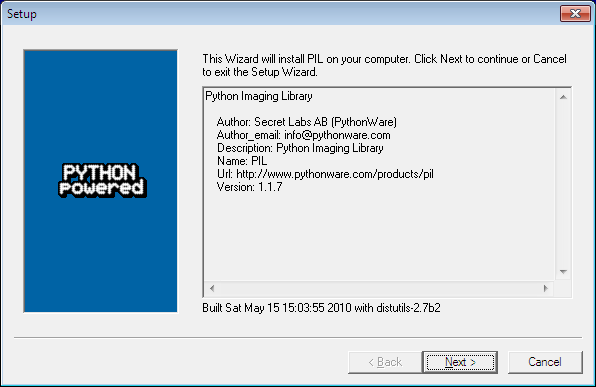 Setup
This Wizard will install PIL on your computer. Click Next to continue or Cancel
to exit the Setup Wizard.
Python Imaging Library
Author: Secret Labs AB (PythonWare)
Author_email: info@pythonware.com
Description: Python Imaging Library
Name: PIL
Url: http://www.pythonware.com/products/pil
Version: 1.1.7
PYTHON
powered
Built Sat May 15 15:03:55 2010 with distutils-2.7b2
< Back
Next >
Cancel